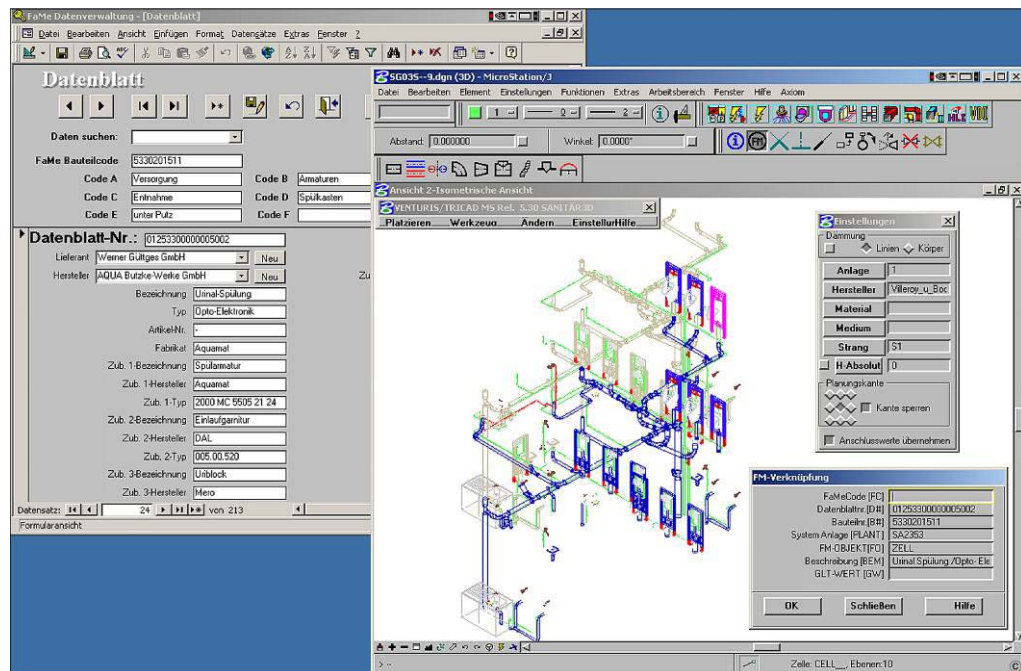 FaMe Datenverwaltung - [Datenblatt]
Datei Bearbeiten Ansicht Einfügen Format Datensätze Extras Fenster ?
Datenblatt
Daten suchen:
FaMe Bauteilcode 5330201511
Code A Versorgung Code B Armaturen
Code C Entnahme Code D Spülkasten
Code E unter Putz Code F
Datenblatt-Nr.: 01253300000005002
Lieferant Werner Gültges GmbH Neu
Hersteller AQUA Butzke-Werke GmbH Neu Zu
Bezeichnung Urinal-Spülung
Typ Opto-Elektronik
Artikel-Nr. -
Fabrikat Aquamat
Zub. 1-Bezeichnung Spülarmatur
Zub. 1-Hersteller Aquamat
Zub. 1-Typ 2000 MC 5505 21 24
Zub. 2-Bezeichnung Einlaufgarnitur
Zub. 2-Hersteller DAL
Zub. 2-Typ 005.00.520
Zub. 3-Bezeichnung Uriblock
Zub. 3-Hersteller Mero
Datensatz: 24 von 213
Formularansicht
SG03S--9.dgn (3D) - MicroStation/J
Datei Bearbeiten Element Einstellungen Funktionen Extras Arbeitsbereich Fenster Hilfe Axiom
1 0 2
Abstand: 0.000000 Winkel: 0.0000°
FM
VDI
Ansicht 2-Isometrische Ansicht
VENTURIS/TRICAD MS Rel. 5.30 SANITÄR3D
Platzieren Werkzeug Ändern Einstellur Hilfe
Einstellungen
Dämmung
Linien Körper
Anlage 1
Hersteller Villeroy_u_Boc
Material
Medium
Strang S1
H-Absolut 0
Planungskante
Kante sperren
Anschlusswerte übernehmen
FM-Verknüpfung
FaMeCode [FC]
Datenblattnr.[D#] 01253300000005002
Bauteilnr.[B#] 5330201511
System Anlage [PLANT] SA2353
FM-OBJEKT[FO] ZELL
Beschreibung [BEM] Urinal Spülung /Opto- Ele
GLT-WERT [GW]
OK Schließen Hilfe
Zelle: CELL__, Ebenen:10